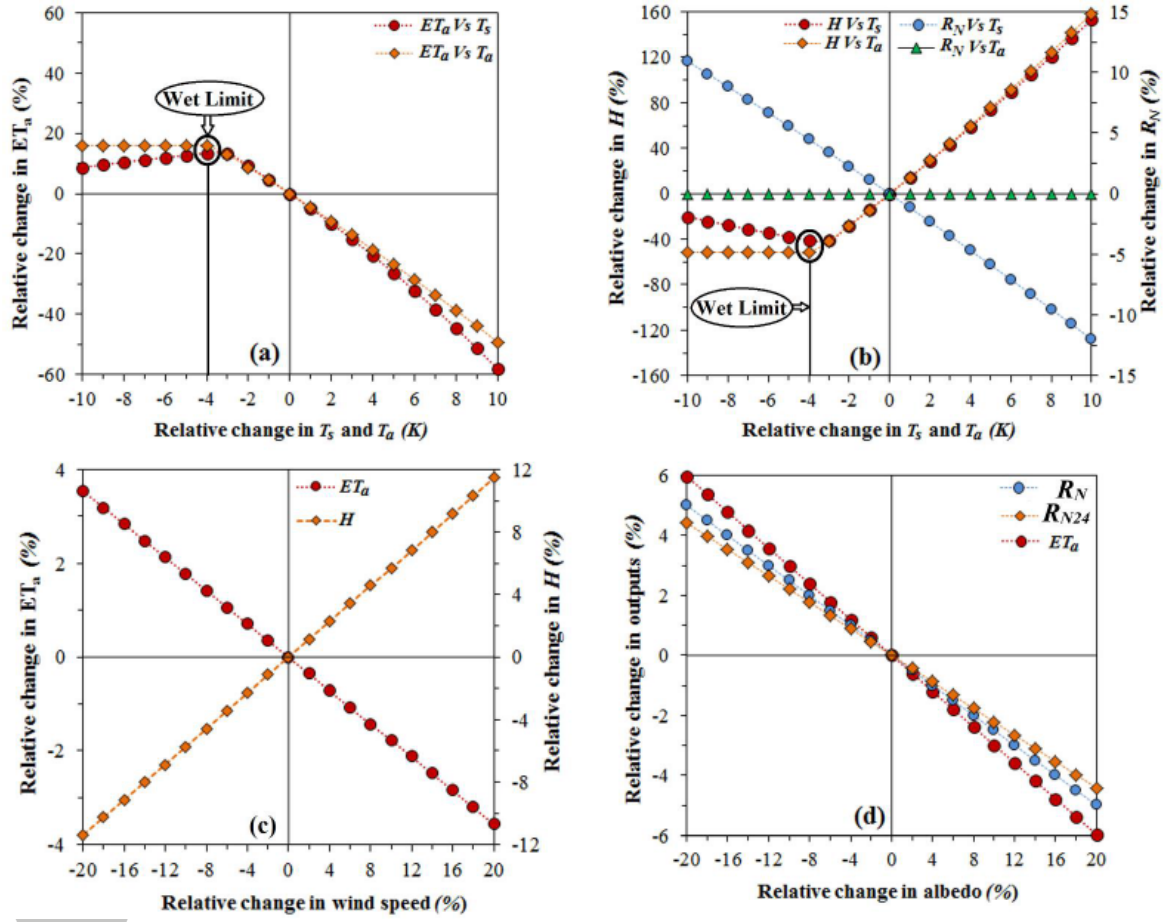 ETa Vs Ts
ETa Vs Ta
Wet Limit
Relative change in ETa (%)
60
40
20
0
-20
-40
-60
(a)
-10 -8 -6 -4 -2 0 2 4 6 8 10
Relative change in Ts and Ta (K)
H Vs Ts
RN Vs Ts
H Vs Ta
RN Vs Ta
Relative change in H (%)
160
120
80
40
0
-40
-80
-120
-160
Wet Limit
(b)
15
10
5
0
-5
-10
-15
Relative change in RN (%)
-10 -8 -6 -4 -2 0 2 4 6 8 10
Relative change in Ts and Ta (K)
ETa
H
Relative change in ETa (%)
4
2
0
-2
-4
(c)
12
8
4
0
-4
-8
-12
Relative change in H (%)
-20 -16 -12 -8 -4 0 4 8 12 16 20
Relative change in wind speed (%)
RN
RN24
ETa
Relative change in outputs (%)
6
4
2
0
-2
-4
-6
(d)
-20 -16 -12 -8 -4 0 4 8 12 16 20
Relative change in albedo (%)